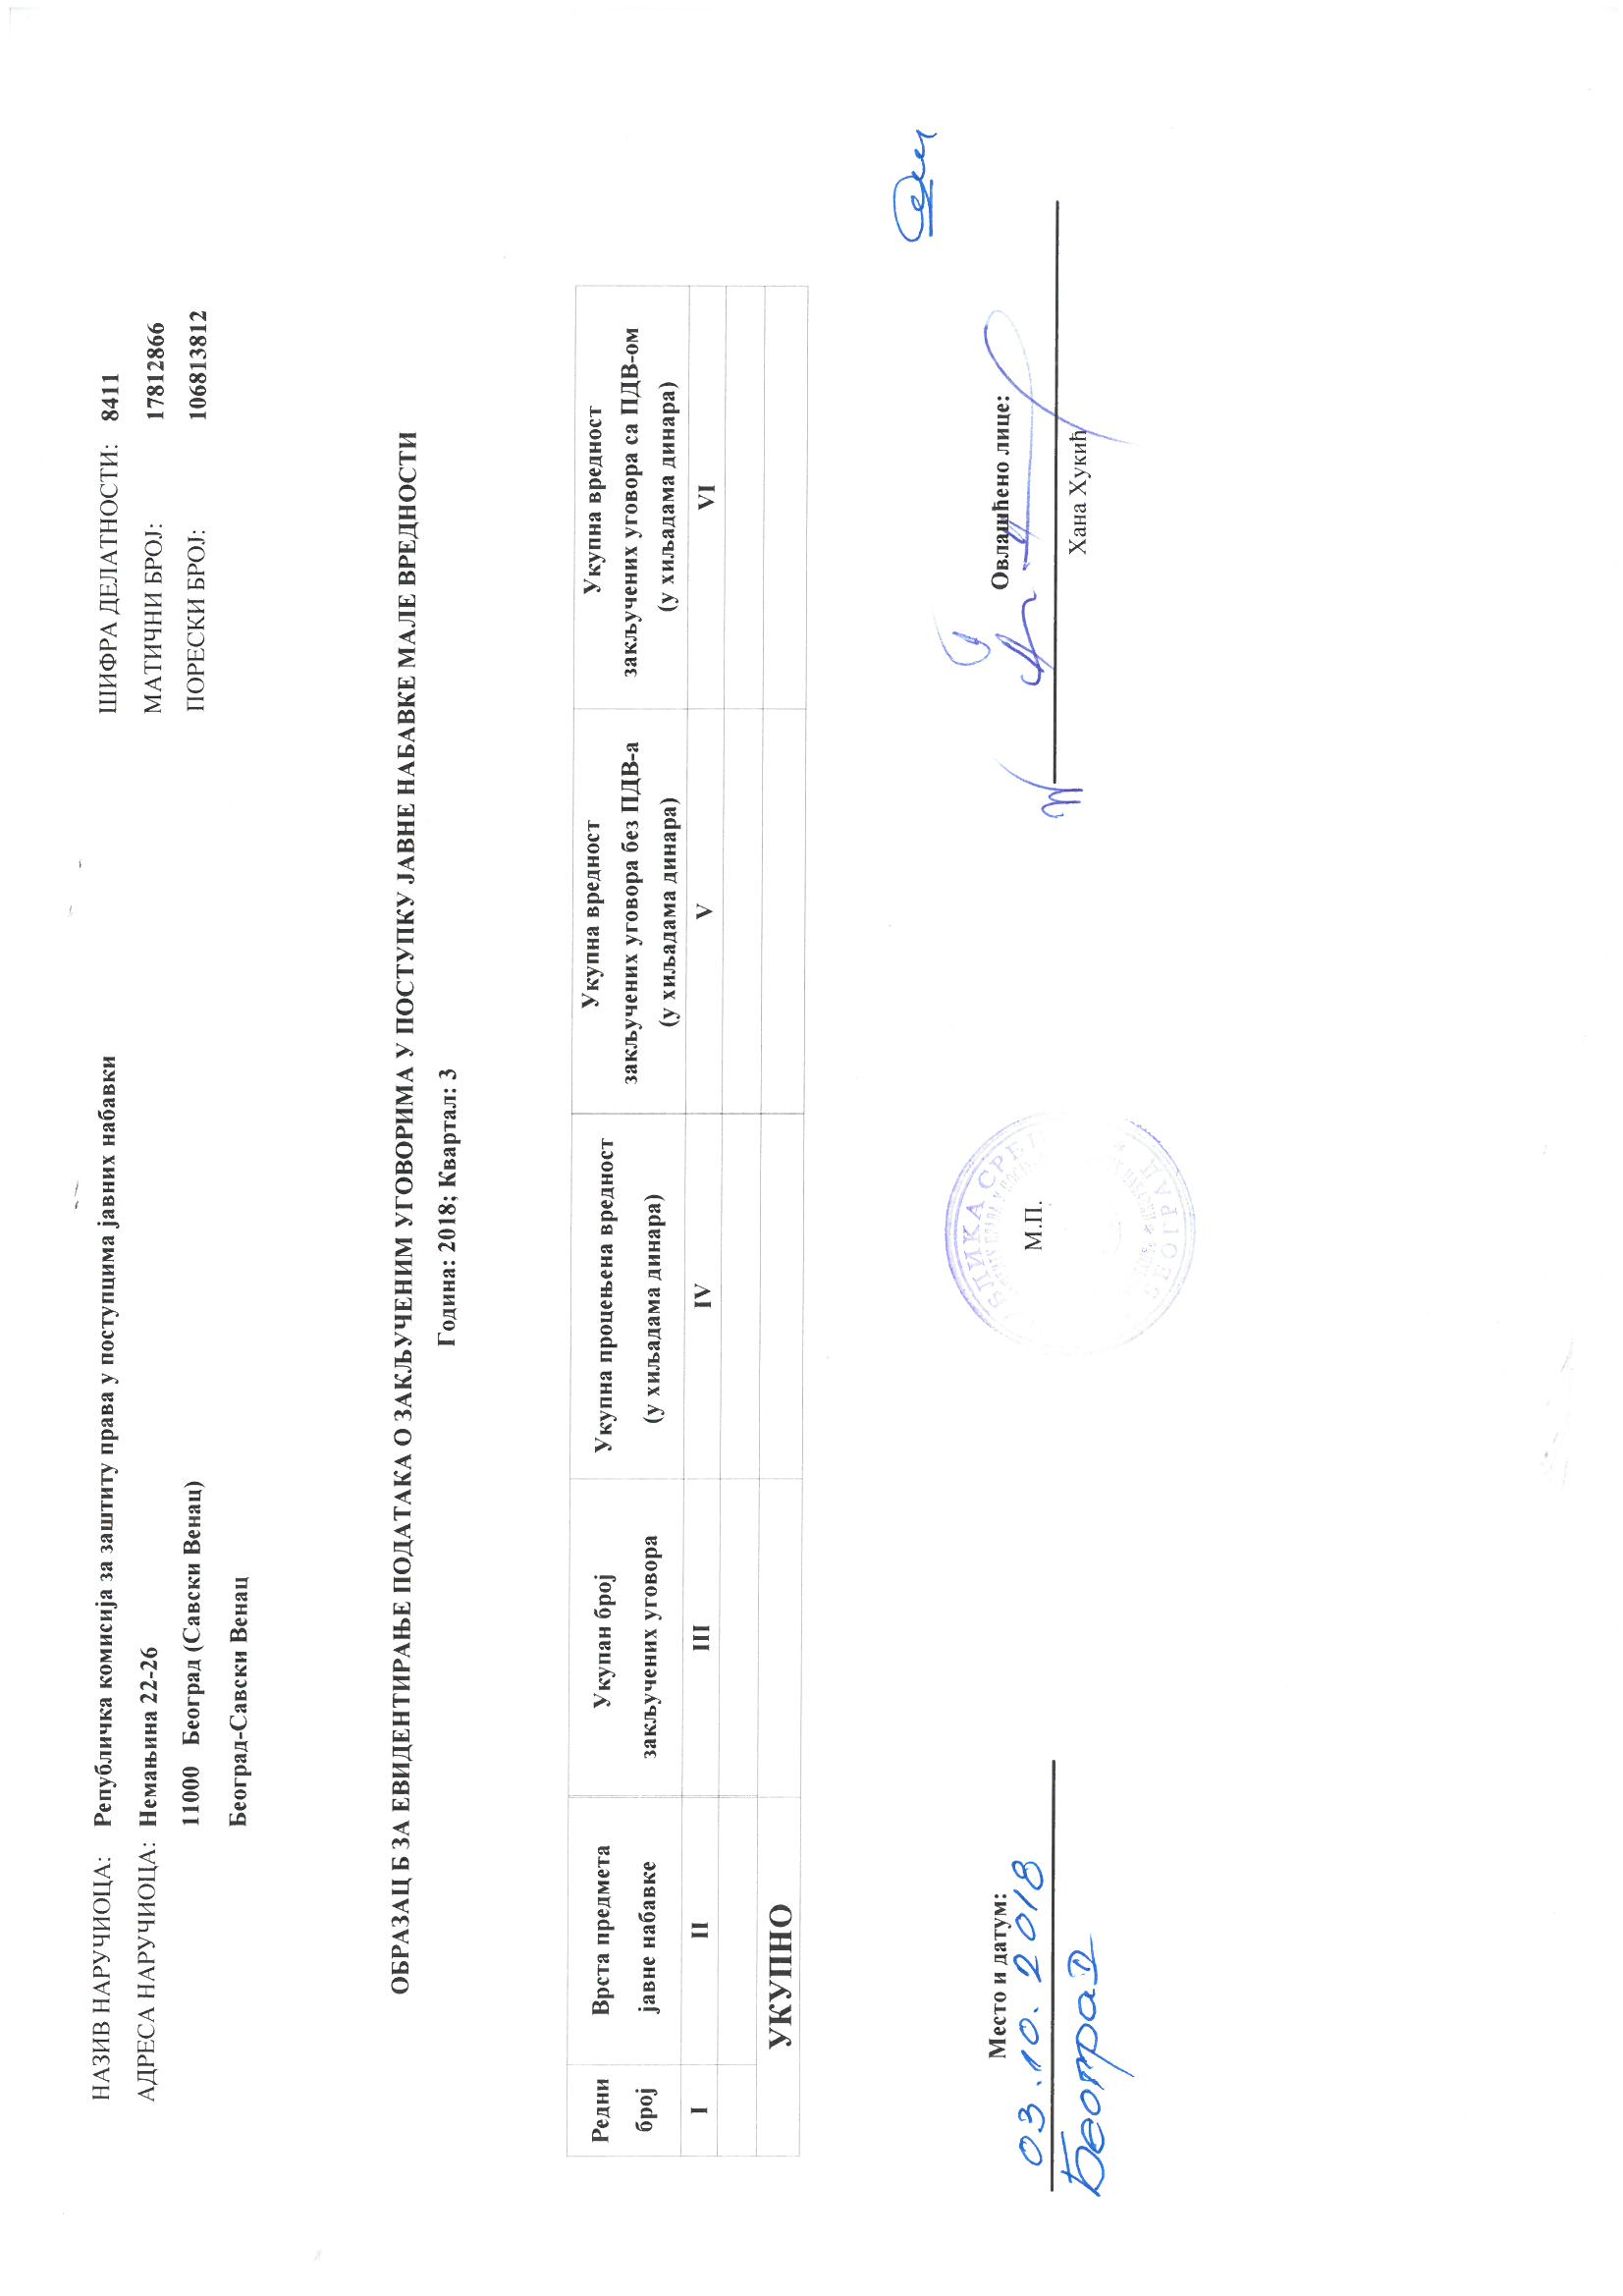 НАЗИВ НАРУЧИОЦА: Републичка комисија за заштиту права у поступцима јавних набавки
ШИФРА ДЕЛАТНОСТИ: 8411
АДРЕСА НАРУЧИОЦА: Немањина 22-26
МАТИЧНИ БРОЈ: 17812866
11000 Београд (Савски Венац)
ПОРЕСКИ БРОЈ: 106813812
Београд-Савски Венац
ОБРАЗАЦ Б ЗА ЕВИДЕНТИРАЊЕ ПОДАТАКА О ЗАКЉУЧЕНИМ УГОВОРИМА У ПОСТУПКУ ЈАВНЕ НАБАВКЕ МАЛЕ ВРЕДНОСТИ
Година: 2018; Квартал: 3
Редни
број
Врста предмета
јавне набавке
Укупан број
закључених уговора
Укупна процењена вредност
(у хиљадама динара)
Укупна вредност
закључених уговора без ПДВ-а
(у хиљадама динара)
Укупна вредност
закључених уговора са ПДВ-ом
(у хиљадама динара)
I II III IV V VI
УКУПНО
Место и датум:
03.10.2018
Београд
М.П.
БЕОГРАД
Овлашћено лице:
Хана Хукић